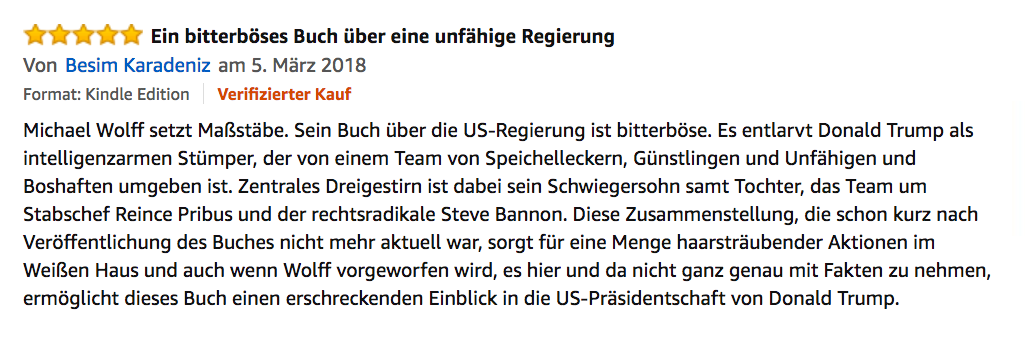 Ein bitterböses Buch über eine unfähige Regierung
Von Besim Karadeniz am 5. März 2018
Format: Kindle Edition Verifizierter Kauf
Michael Wolff setzt Maßstäbe. Sein Buch über die US-Regierung ist bitterböse. Es entlarvt Donald Trump als
intelligenzarmen Stümper, der von einem Team von Speichelleckern, Günstlingen und Unfähigen und
Boshaften umgeben ist. Zentrales Dreigestirn ist dabei sein Schwiegersohn samt Tochter, das Team um
Stabschef Reince Pribus und der rechtsradikale Steve Bannon. Diese Zusammenstellung, die schon kurz nach
Veröffentlichung des Buches nicht mehr aktuell war, sorgt für eine Menge haarsträubender Aktionen im
Weißen Haus und auch wenn Wolff vorgeworfen wird, es hier und da nicht ganz genau mit Fakten zu nehmen,
ermöglicht dieses Buch einen erschreckenden Einblick in die US-Präsidentschaft von Donald Trump.